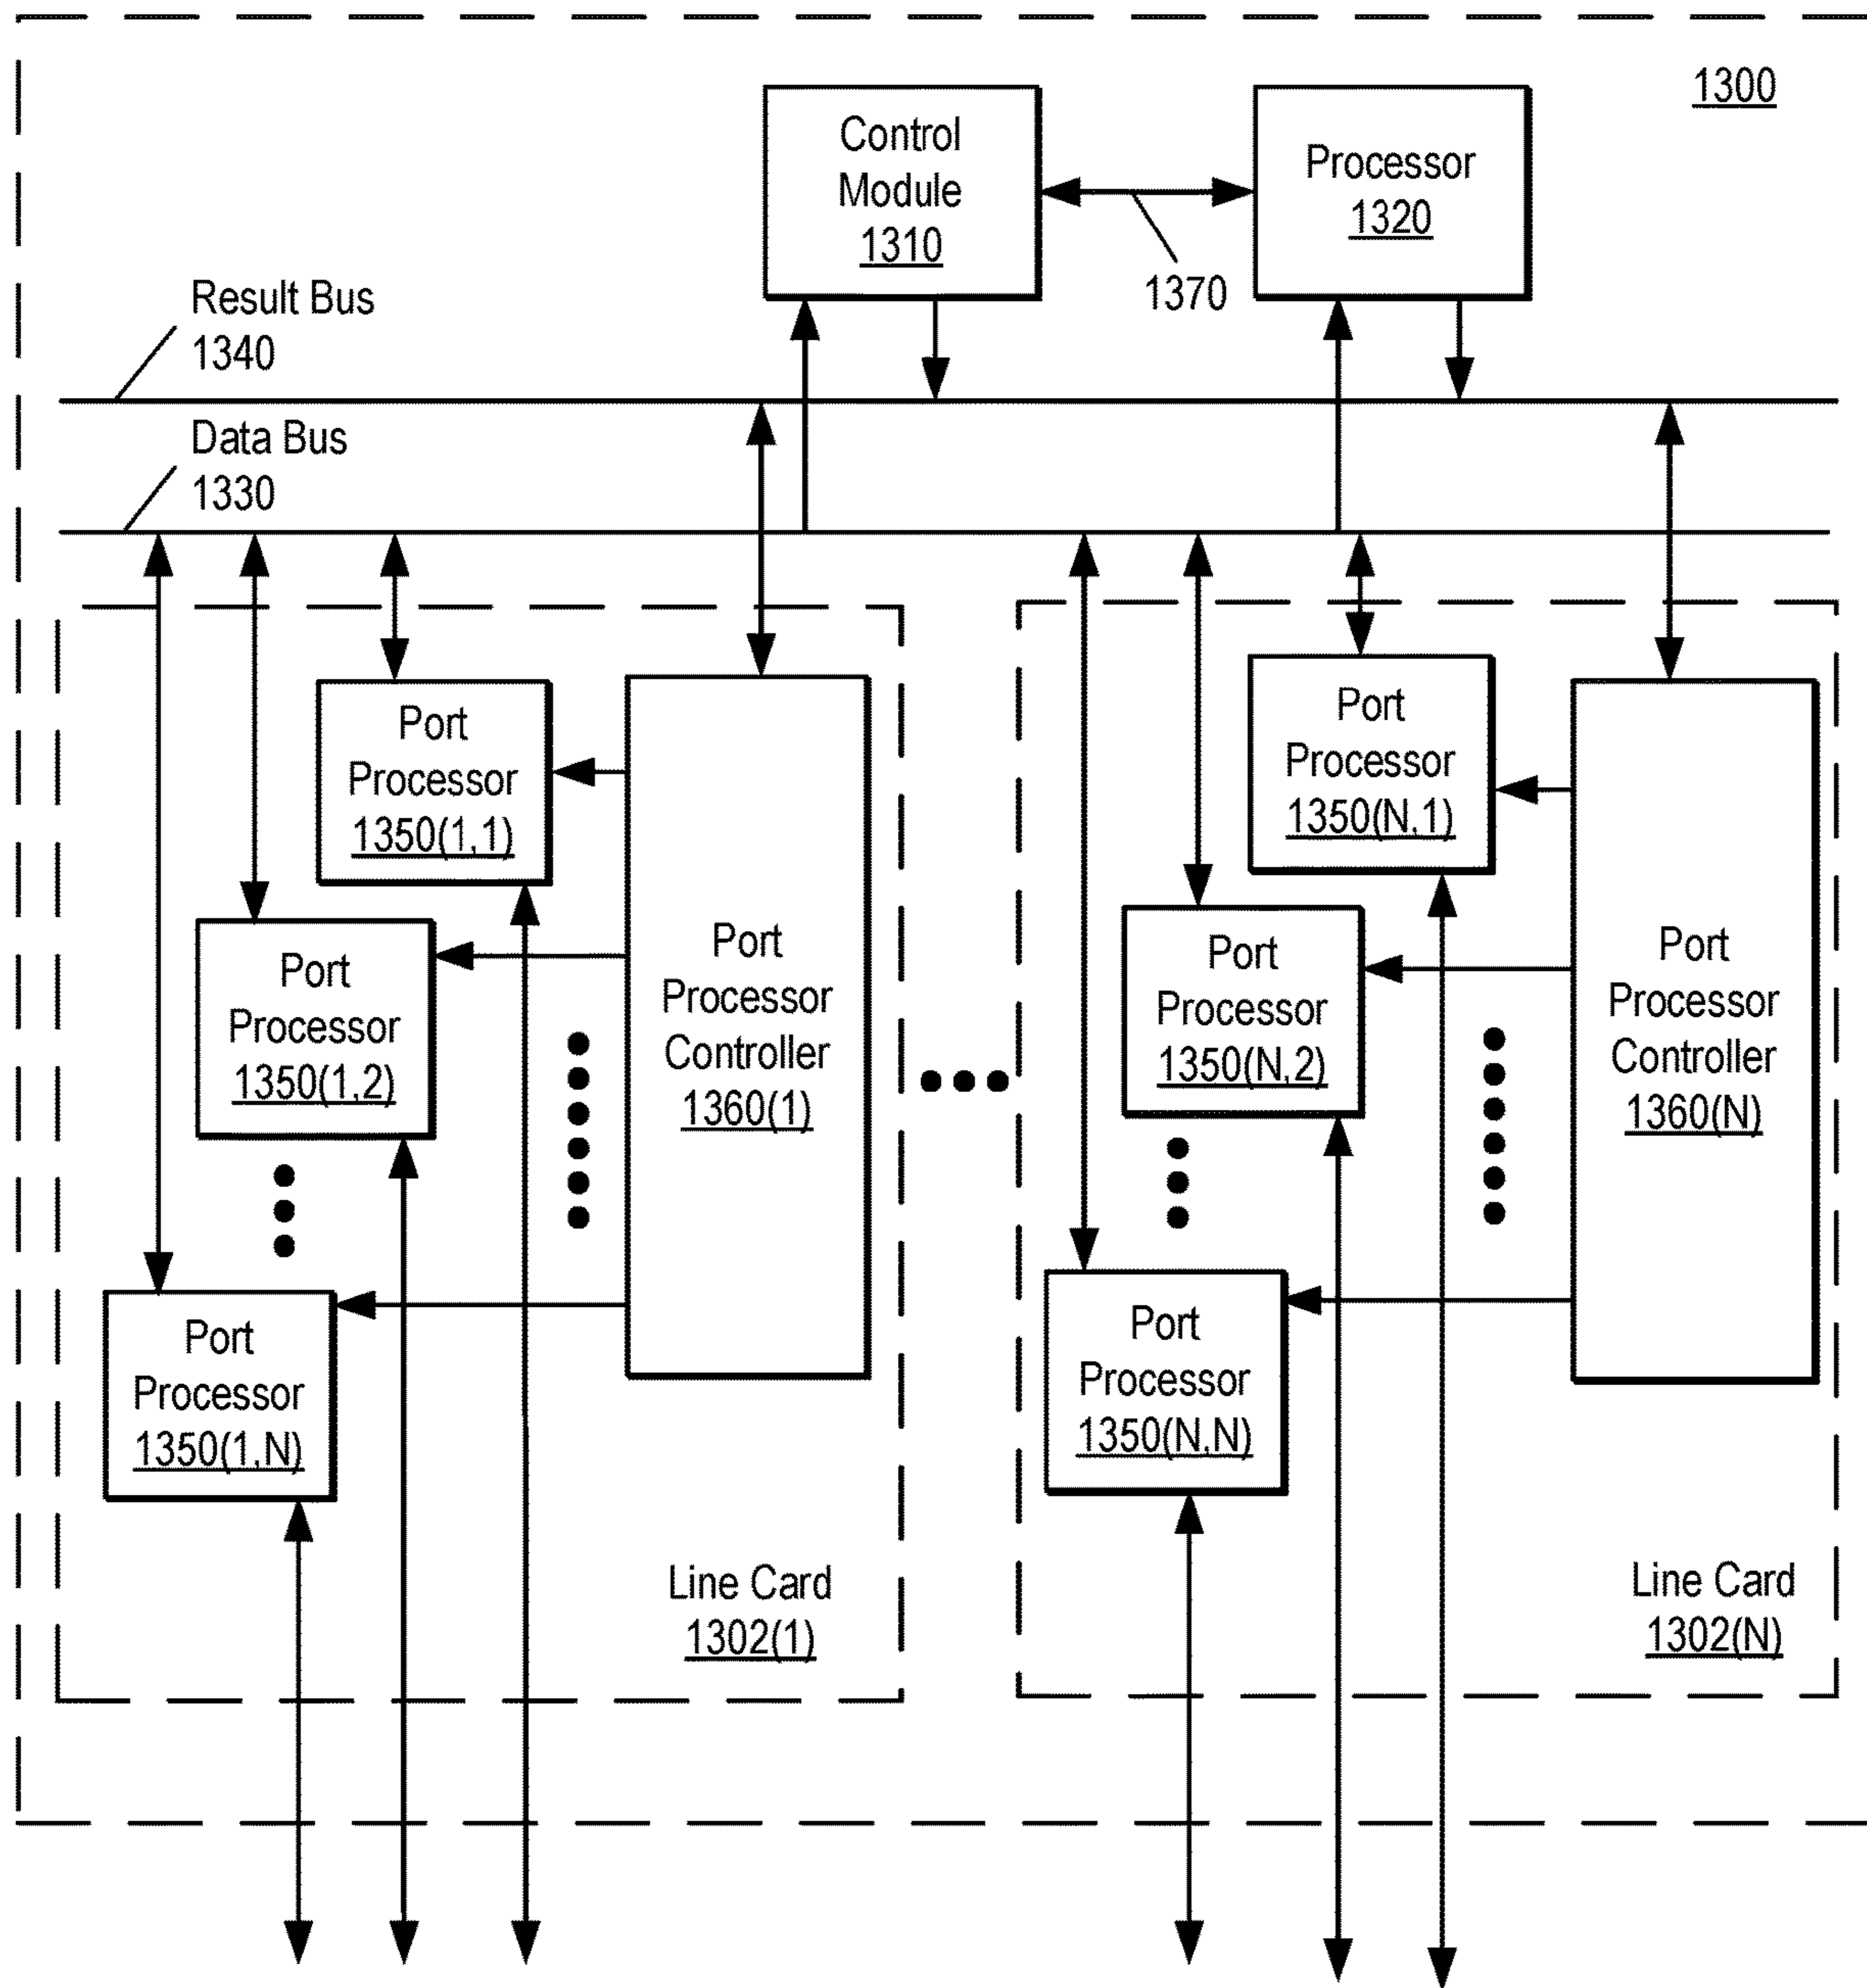 1300
Control
Module
1310
Processor
1320
1370
Result Bus
1340
Data Bus
1330
Port
Processor
1350(1,1)
Port
Processor
1350(1,2)
Port
Processor
1350(1,N)
Port
Processor
Controller
1360(1)
Line Card
1302(1)
Port
Processor
1350(N,1)
Port
Processor
1350(N,2)
Port
Processor
1350(N,N)
Port
Processor
Controller
1360(N)
Line Card
1302(N)